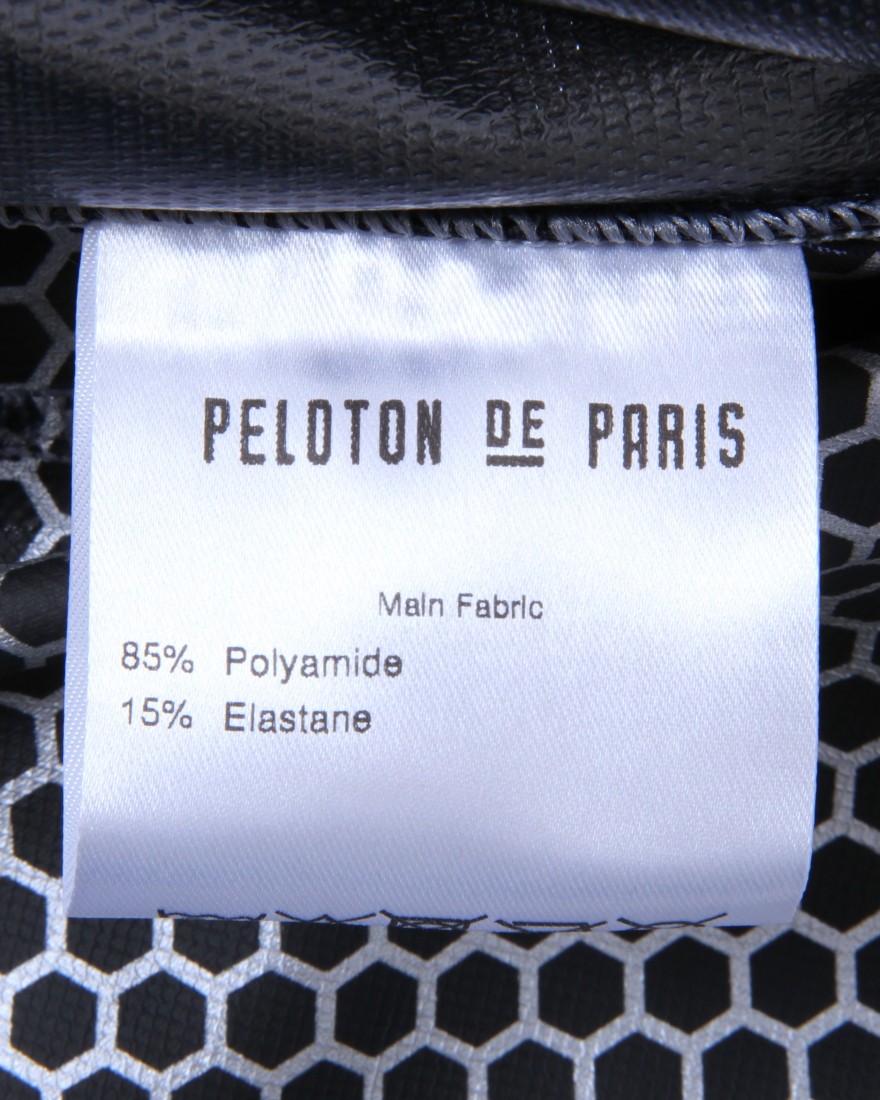 PELOTON DE PARIS
Main Fabric
85% Polyamide
15% Elastane